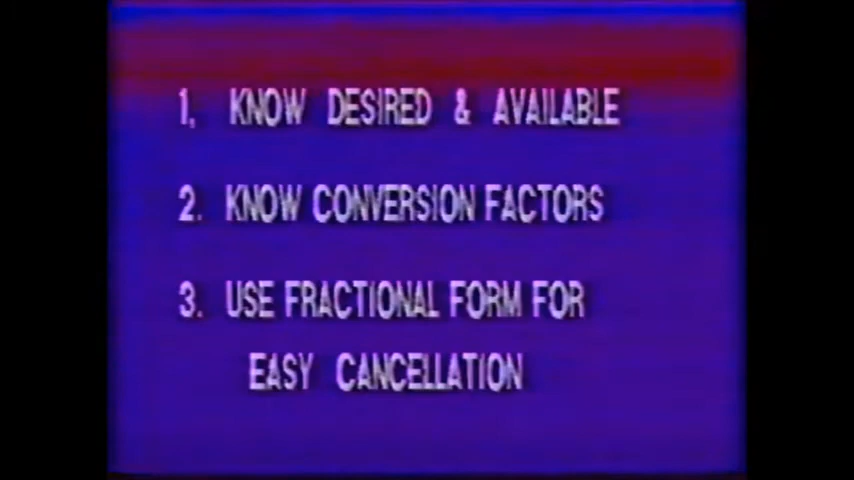 1. KNOW DESIRED & AVAILABLE
2. KNOW CONVERSION FACTORS
3. USE FRACTIONAL FORM FOR
EASY CANCELLATION